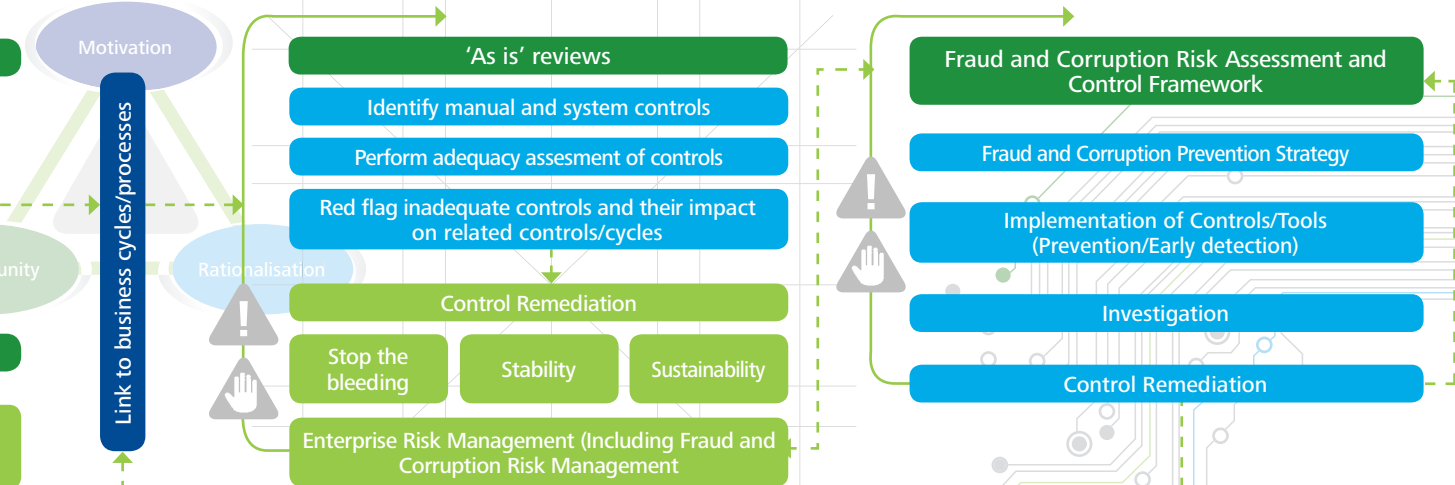 Motivation
unity
Rationalisation
Link to business cycles/processes
‘As is’ reviews
Identify manual and system controls
Perform adequacy assesment of controls
Red flag inadequate controls and their impact
on related controls/cycles
Control Remediation
Stop the
bleeding
Stability
Sustainability
Enterprise Risk Management (Including Fraud and
Corruption Risk Management
Fraud and Corruption Risk Assessment and
Control Framework
Fraud and Corruption Prevention Strategy
Implementation of Controls/Tools
(Prevention/Early detection)
Investigation
Control Remediation